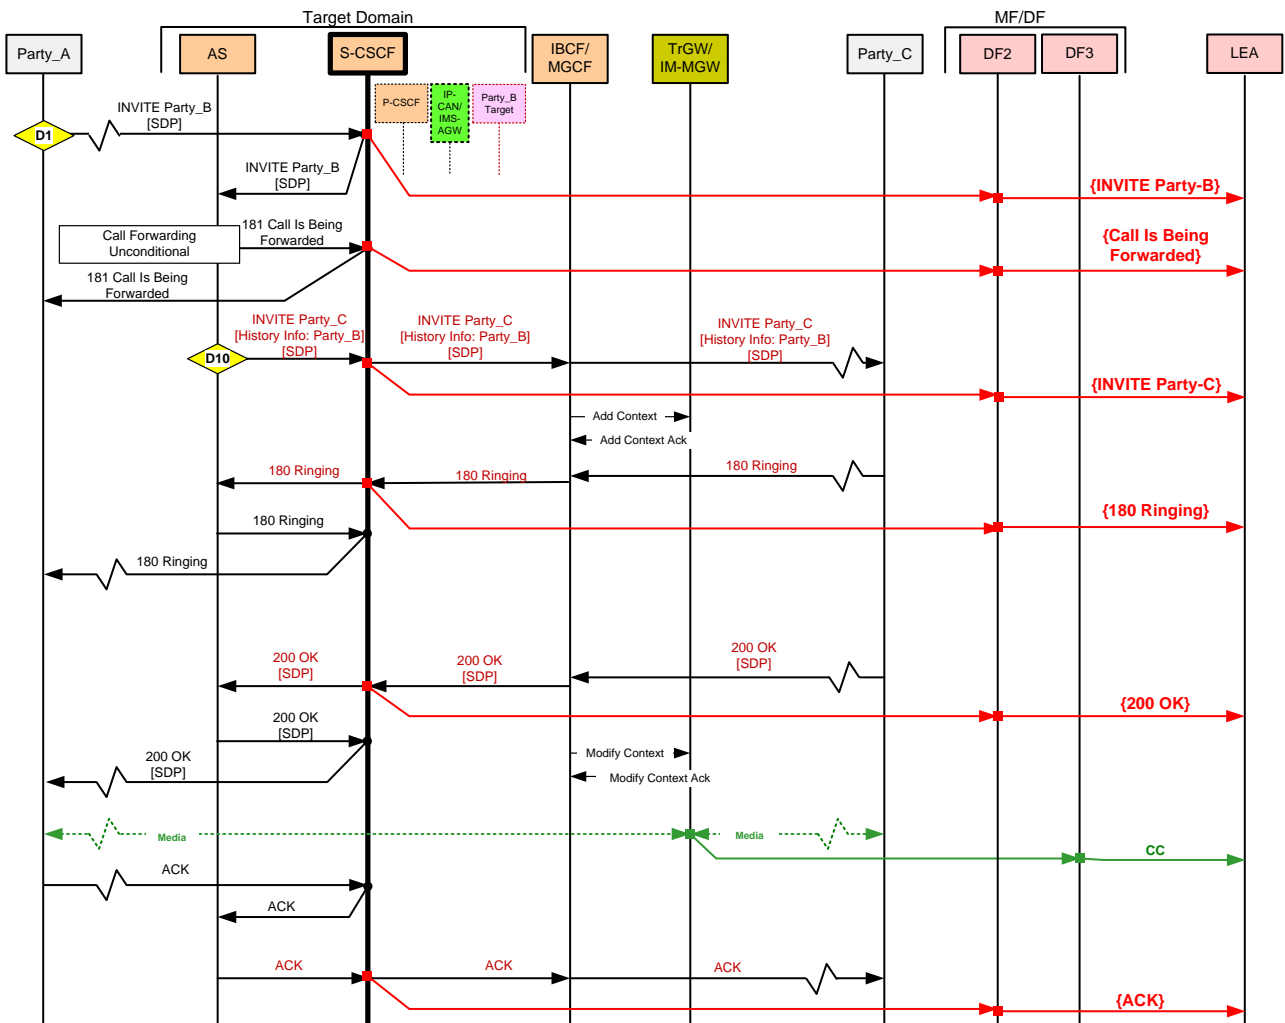 Target Domain
MF/DF
Party_A
AS
S-CSCF
IBCF/
MGCF
TrGW/
IM-MGW
Party_C
DF2
DF3
LEA
P-CSCF
IP-
CAN/
IMS-
AGW
Party_B
Target
INVITE Party_B
[SDP]
D1
INVITE Party_B
[SDP]
{INVITE Party-B}
Call Forwarding
Unconditional
181 Call Is Being
Forwarded
{Call Is Being
Forwarded}
181 Call Is Being
Forwarded
INVITE Party_C
[History Info: Party_B]
[SDP]
INVITE Party_C
[History Info: Party_B]
[SDP]
INVITE Party_C
[History Info: Party_B]
[SDP]
D10
{INVITE Party-C}
Add Context
Add Context Ack
180 Ringing
180 Ringing
180 Ringing
{180 Ringing}
180 Ringing
180 Ringing
200 OK
[SDP]
200 OK
[SDP]
200 OK
[SDP]
{200 OK}
200 OK
[SDP]
200 OK
[SDP]
Modify Context
Modify Context Ack
Media
Media
CC
ACK
ACK
ACK
ACK
ACK
{ACK}